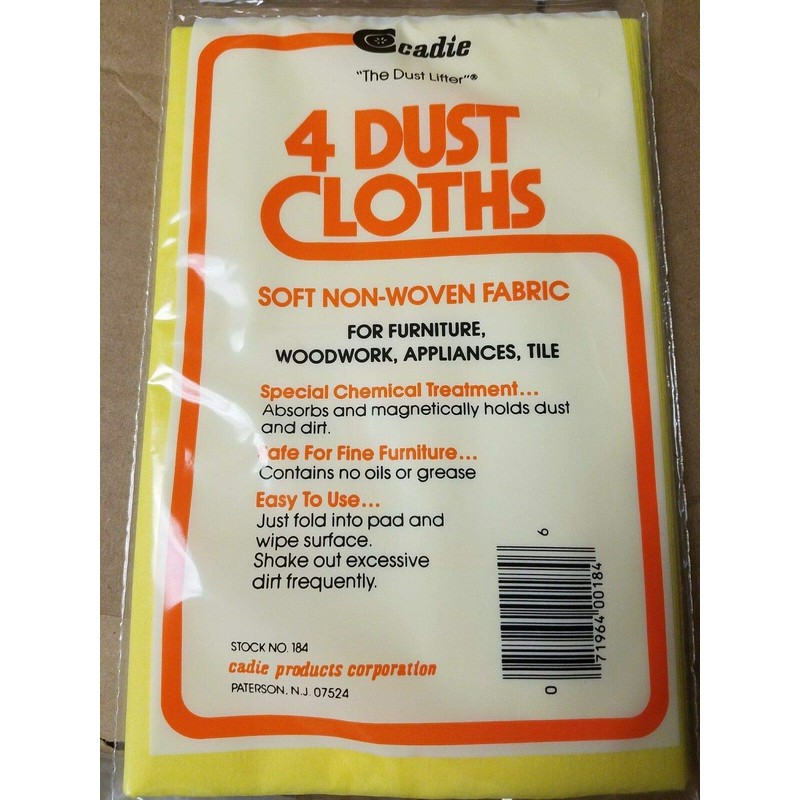 Cadie
"The Dust Lifter"®
4 DUST
CLOTHS
SOFT NON-WOVEN FABRIC
FOR FURNITURE,
WOODWORK, APPLIANCES, TILE
Special Chemical Treatment...
Absorbs and magnetically holds dust
and dirt.
Safe For Fine Furniture...
Contains no oils or grease
Easy To Use...
Just fold into pad and
wipe surface.
Shake out excessive
dirt frequently.
STOCK NO. 184
cadie products corporation
PATERSON, N.J. 07524
0 71964 00184 6